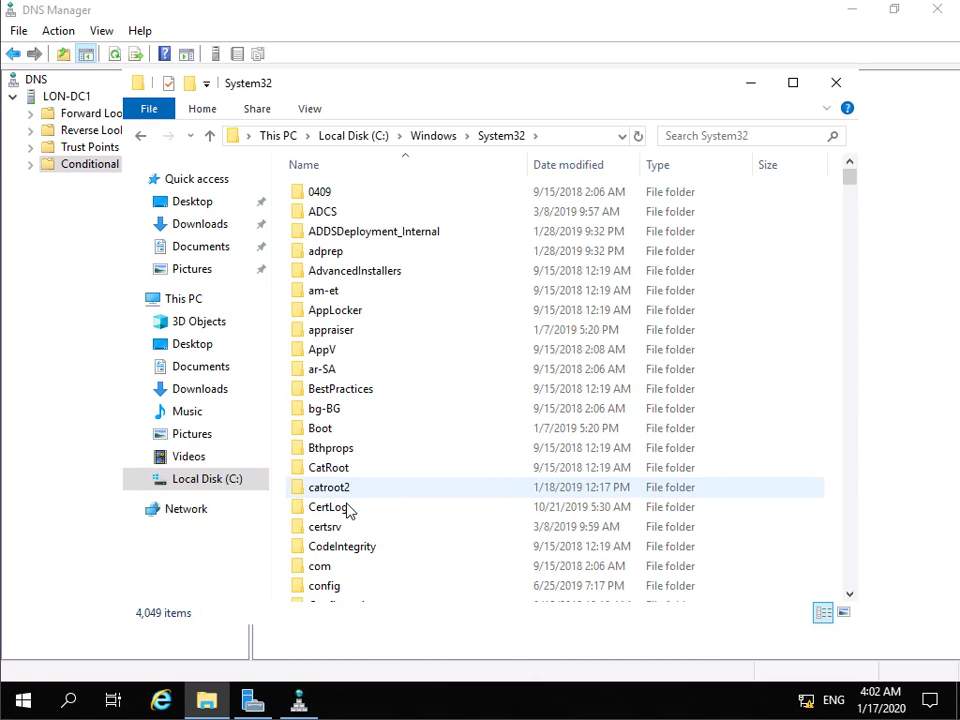 DNS Manager
File Action View Help
DNS
LON-DC1
Forward Loo
Reverse Lool
Trust Points
Conditional
System32
File Home Share View
This PC > Local Disk (C:) > Windows > System32 >
Search System32
Name Date modified Type Size
Quick access
Desktop
Downloads
Documents
Pictures
This PC
3D Objects
Desktop
Documents
Downloads
Music
Pictures
Videos
Local Disk (C:)
Network
0409 9/15/2018 2:06 AM File folder
ADCS 3/8/2019 9:57 AM File folder
ADDSDeployment_Internal 1/28/2019 9:32 PM File folder
adprep 1/28/2019 9:32 PM File folder
AdvancedInstallers 9/15/2018 12:19 AM File folder
am-et 9/15/2018 12:19 AM File folder
AppLocker 9/15/2018 12:19 AM File folder
appraiser 1/7/2019 5:20 PM File folder
AppV 9/15/2018 2:08 AM File folder
ar-SA 9/15/2018 2:06 AM File folder
BestPractices 9/15/2018 12:19 AM File folder
bg-BG 9/15/2018 2:06 AM File folder
Boot 1/7/2019 5:20 PM File folder
Bthprops 9/15/2018 12:19 AM File folder
CatRoot 9/15/2018 12:19 AM File folder
catroot2 1/18/2019 12:17 PM File folder
CertLog 10/21/2019 5:30 AM File folder
certsrv 3/8/2019 9:59 AM File folder
CodeIntegrity 9/15/2018 12:19 AM File folder
com 9/15/2018 2:06 AM File folder
config 6/25/2019 7:17 PM File folder
4,049 items
ENG
4:02 AM
1/17/2020